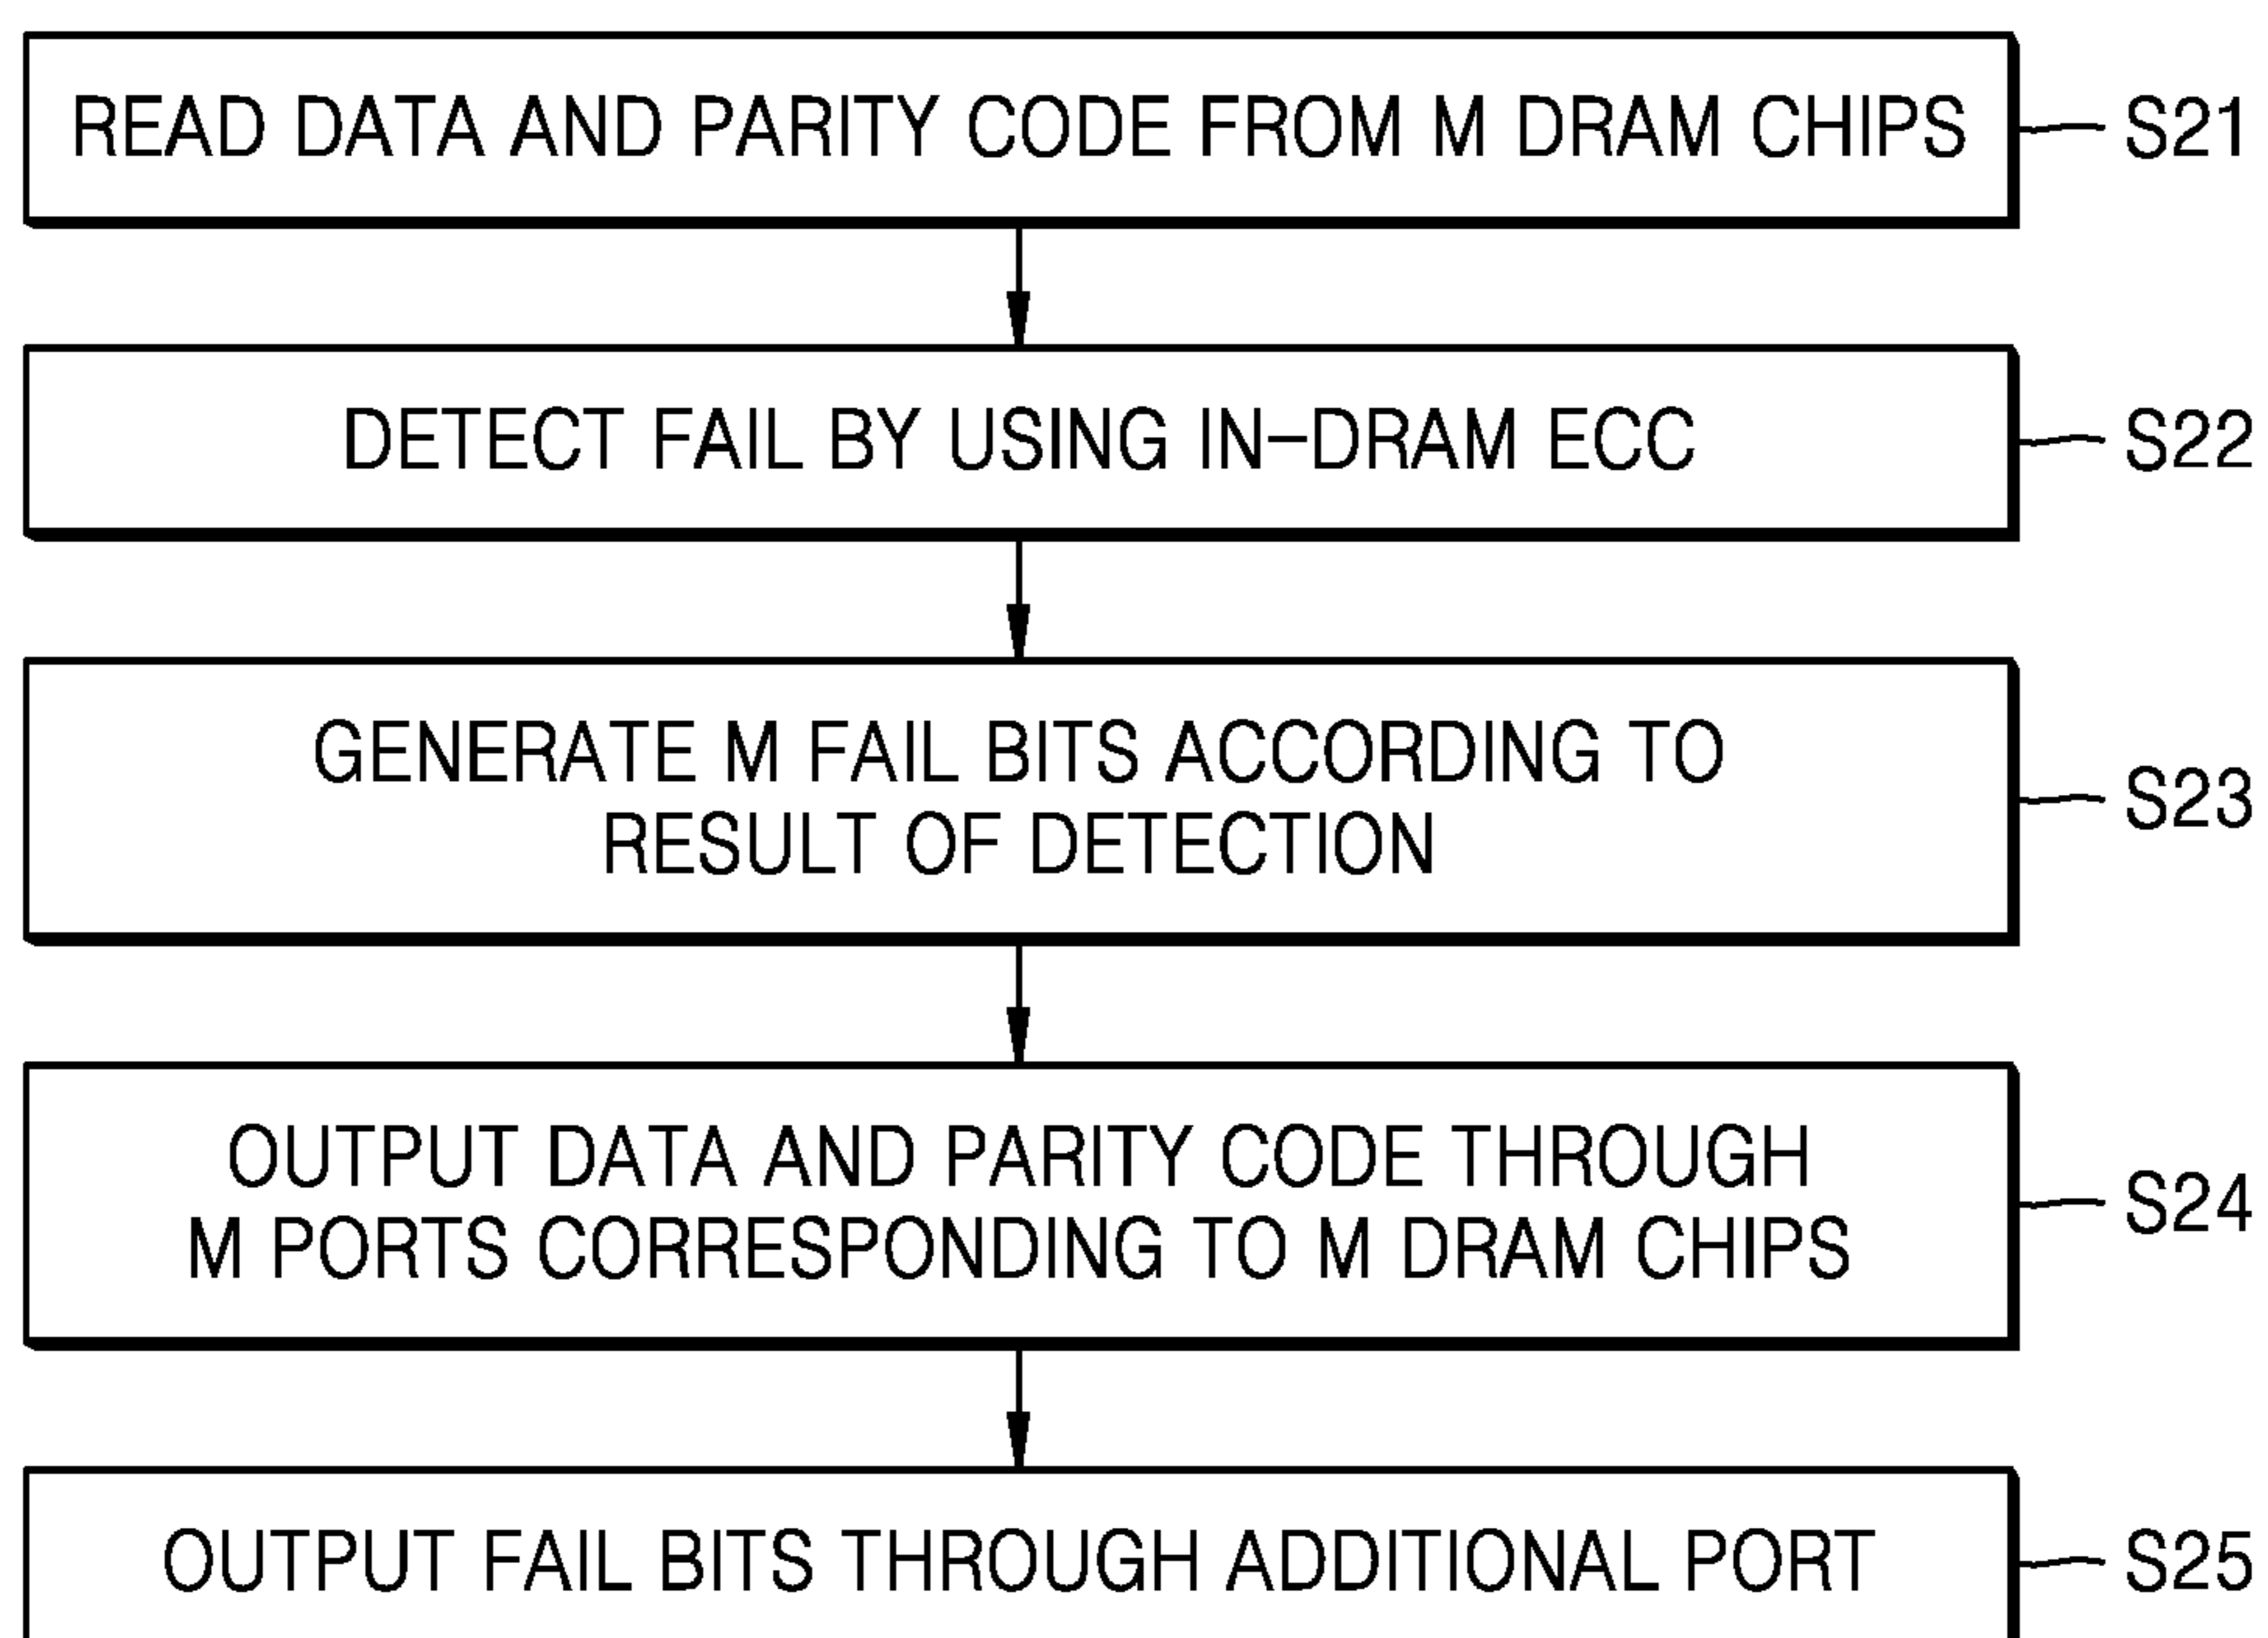 READ DATA AND PARITY CODE FROM M DRAM CHIPS
S21
DETECT FAIL BY USING IN-DRAM ECC
S22
GENERATE M FAIL BITS ACCORDING TO
RESULT OF DETECTION
S23
OUTPUT DATA AND PARITY CODE THROUGH
M PORTS CORRESPONDING TO M DRAM CHIPS
S24
OUTPUT FAIL BITS THROUGH ADDITIONAL PORT
S25